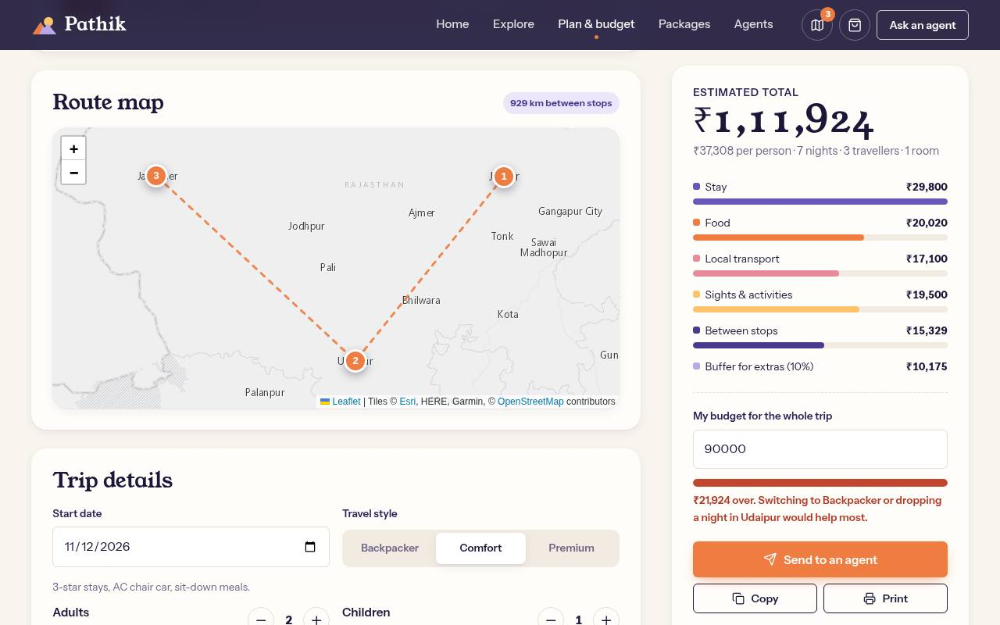 Pathik
Home
Explore
Plan & budget
Packages
Agents
3
Ask an agent
Route map
929 km between stops
+
−
3
RAJASTHAN
1
Ajmer
Gangapur City
Jodhpur
Tonk
Sawai
Madhopur
Pali
Bhilwara
Kota
2
Gun
Palanpur
Leaflet | Tiles © Esri, HERE, Garmin, © OpenStreetMap contributors
Trip details
Start date
Travel style
11/12/2026
Backpacker
Comfort
Premium
3-star stays, AC chair car, sit-down meals.
Adults
− 2 +
Children
− 1 +
ESTIMATED TOTAL
₹1,11,924
₹37,308 per person · 7 nights · 3 travellers · 1 room
Stay ₹29,800
Food ₹20,020
Local transport ₹17,100
Sights & activities ₹19,500
Between stops ₹15,329
Buffer for extras (10%) ₹10,175
My budget for the whole trip
90000
₹21,924 over. Switching to Backpacker or dropping
a night in Udaipur would help most.
Send to an agent
Copy
Print